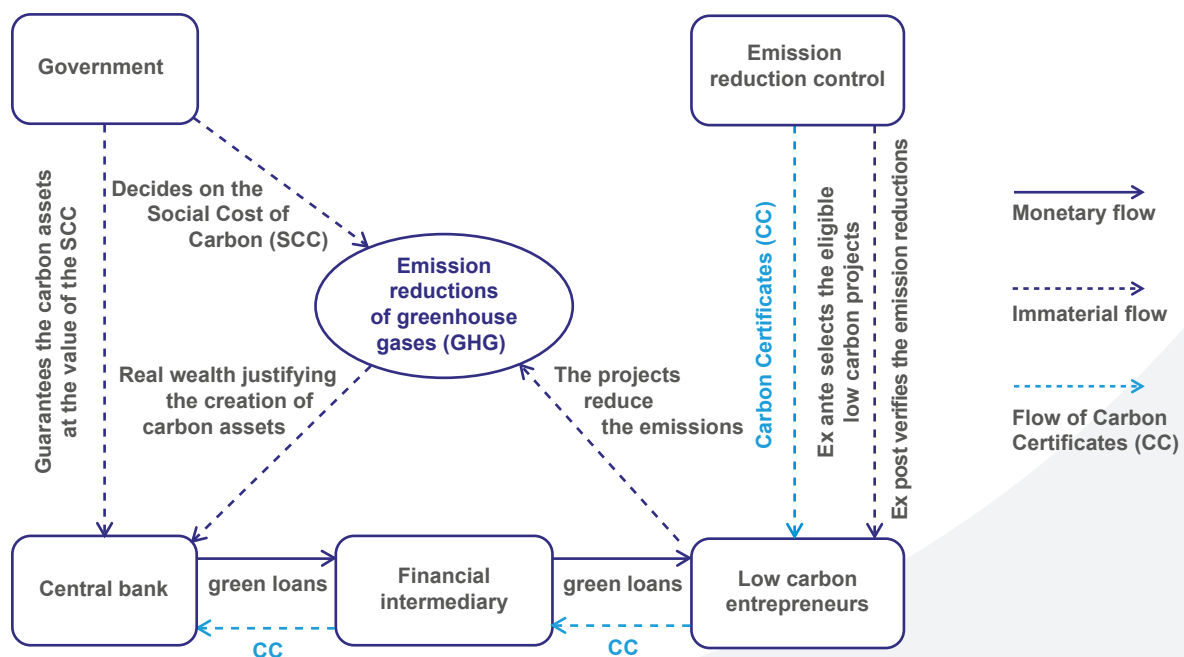 Government
Emission
reduction control
Guarantees the carbon assets
at the value of the SCC
Decides on the
Social Cost of
Carbon (SCC)
Emission
reductions
of greenhouse
gases (GHG)
Real wealth justifying
the creation of
carbon assets
The projects
reduce
the emissions
Carbon Certificates (CC)
Ex ante selects the eligible
low carbon projects
Ex post verifies the emission reductions
Monetary flow
Immaterial flow
Flow of Carbon
Certificates (CC)
Central bank
green loans
Financial
intermediary
green loans
Low carbon
entrepreneurs
CC
CC